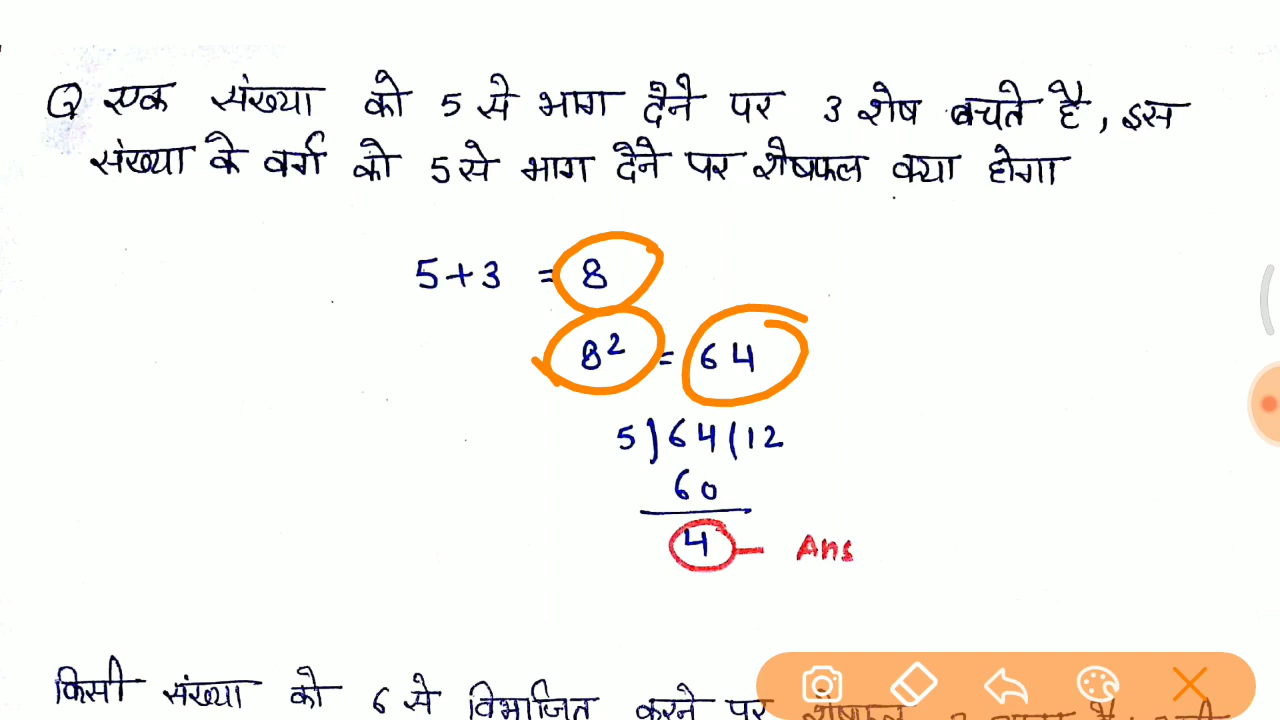 Q एक संख्या को 5 से भाग देने पर 3 शेष बचते है, इस
संख्या के वर्ग को 5 से भाग देने पर शेषफल क्या होगा
5+3 = 8
8² = 64
5)64(12
60
4 — Ans
किसी संख्या को 6 से विभाजित करने पर शेषफल